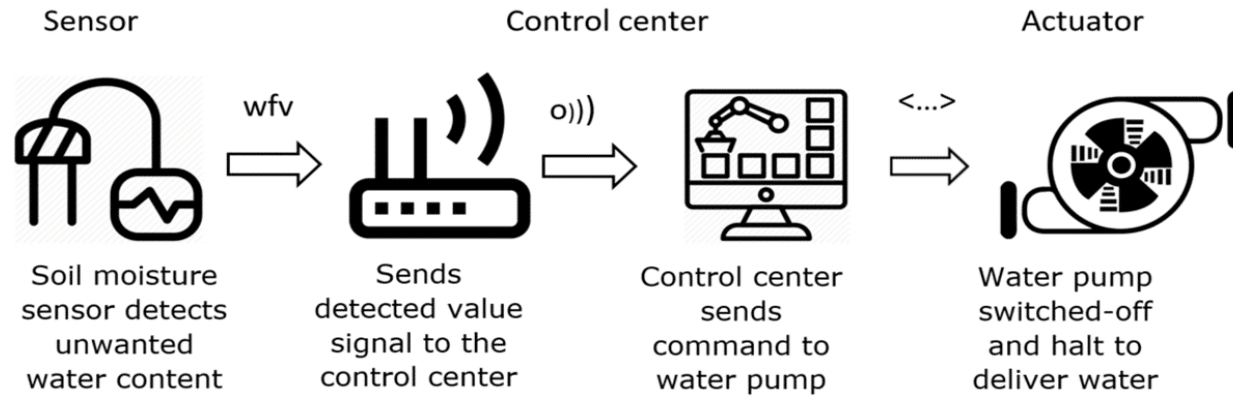 Sensor
Control center
Actuator
wfv
o)))
<...>
Soil moisture
sensor detects
unwanted
water content
Sends
detected value
signal to the
control center
Control center
sends
command to
water pump
Water pump
switched-off
and halt to
deliver water